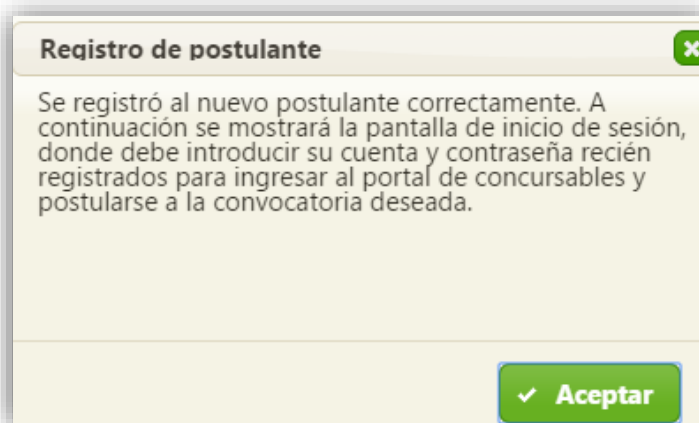 Registro de postulante
Se registró al nuevo postulante correctamente. A
continuación se mostrará la pantalla de inicio de sesión,
donde debe introducir su cuenta y contraseña recién
registrados para ingresar al portal de concursables y
postularse a la convocatoria deseada.
Aceptar